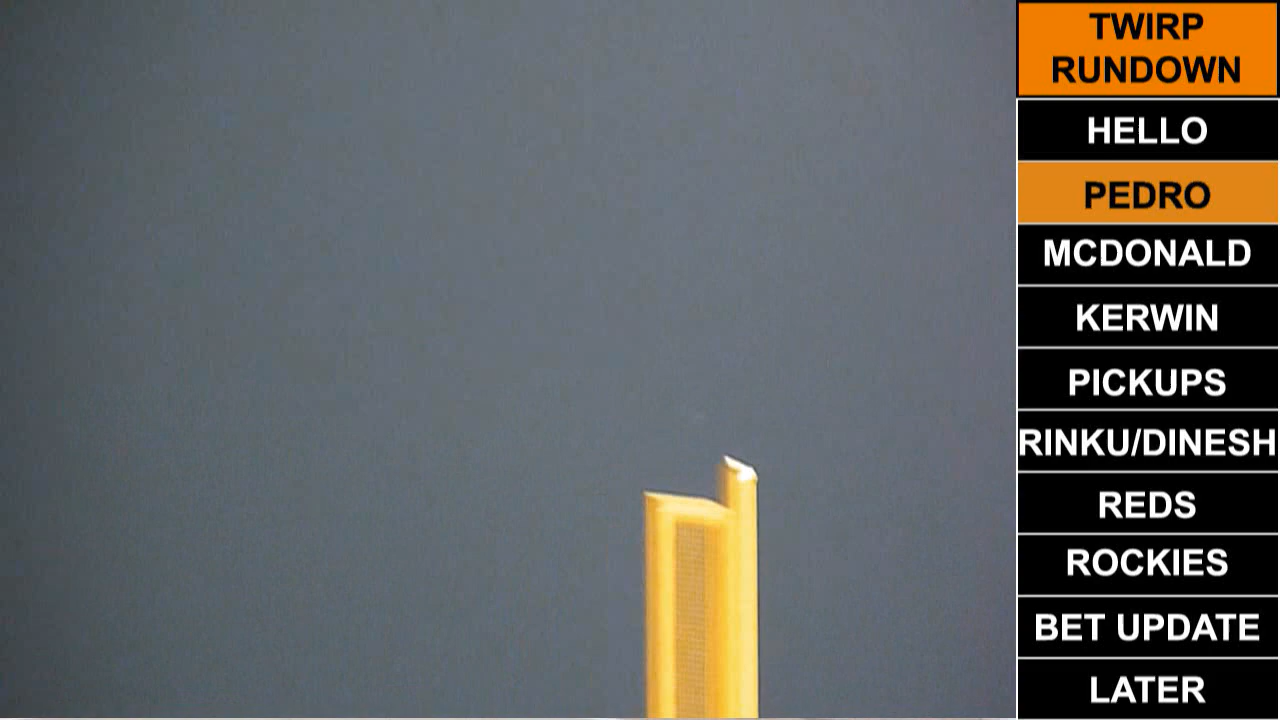 TWIRP
RUNDOWN
HELLO
PEDRO
MCDONALD
KERWIN
PICKUPS
RINKU/DINESH
REDS
ROCKIES
BET UPDATE
LATER